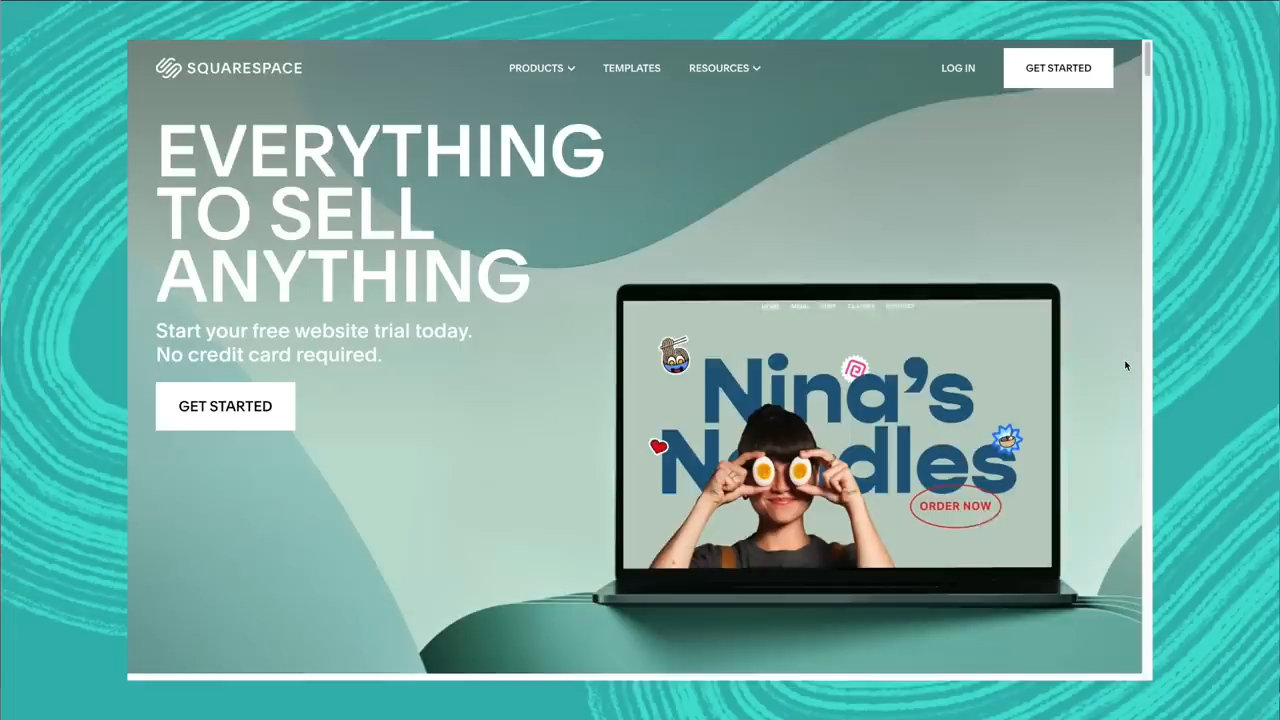 SQUARESPACE
PRODUCTS
TEMPLATES
RESOURCES
LOG IN
GET STARTED
EVERYTHING
TO SELL
ANYTHING
Start your free website trial today.
No credit card required.
GET STARTED
Nina's
ORDER NOW